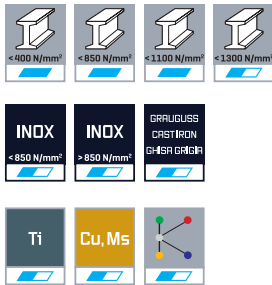 <400 N/mm²
<850 N/mm²
<1100 N/mm²
<1300 N/mm²
INOX
<850 N/mm²
INOX
>850 N/mm²
GRAUGUSS
CAST IRON
GHISA GRIGIA
Ti
Cu, Ms